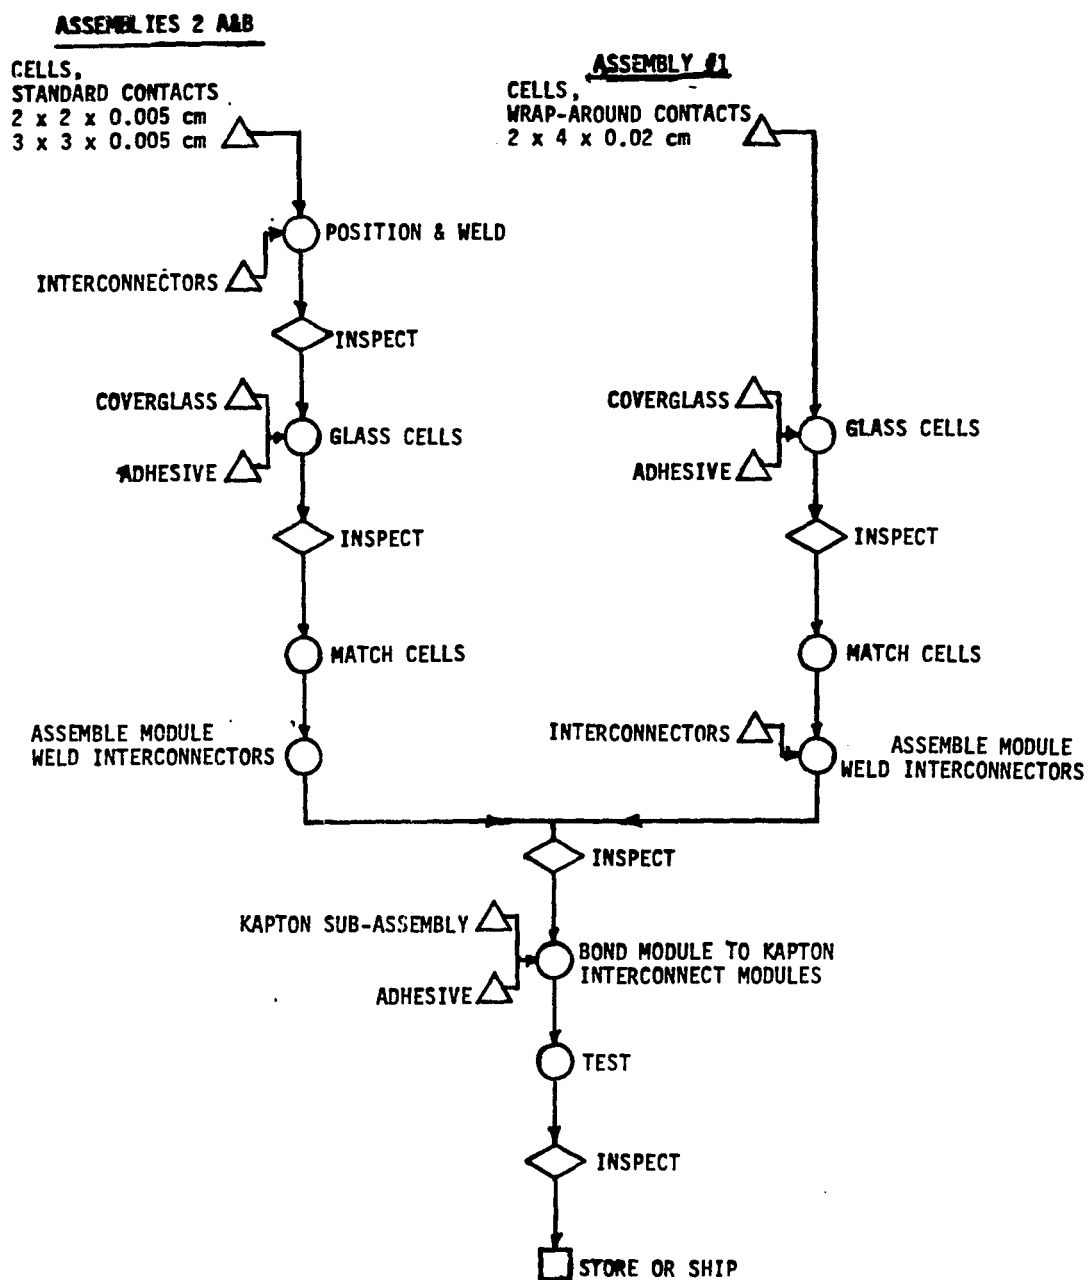 ASSEMBLIES 2 A&B
CELLS,
STANDARD CONTACTS
2 x 2 x 0.005 cm
3 x 3 x 0.005 cm
POSITION & WELD
INTERCONNECTORS
INSPECT
COVERGLASS
GLASS CELLS
ADHESIVE
INSPECT
MATCH CELLS
ASSEMBLE MODULE
WELD INTERCONNECTORS
ASSEMBLY #1
CELLS,
WRAP-AROUND CONTACTS
2 x 4 x 0.02 cm
COVERGLASS
GLASS CELLS
ADHESIVE
INSPECT
MATCH CELLS
INTERCONNECTORS
ASSEMBLE MODULE
WELD INTERCONNECTORS
INSPECT
KAPTON SUB-ASSEMBLY
BOND MODULE TO KAPTON
INTERCONNECT MODULES
ADHESIVE
TEST
INSPECT
STORE OR SHIP